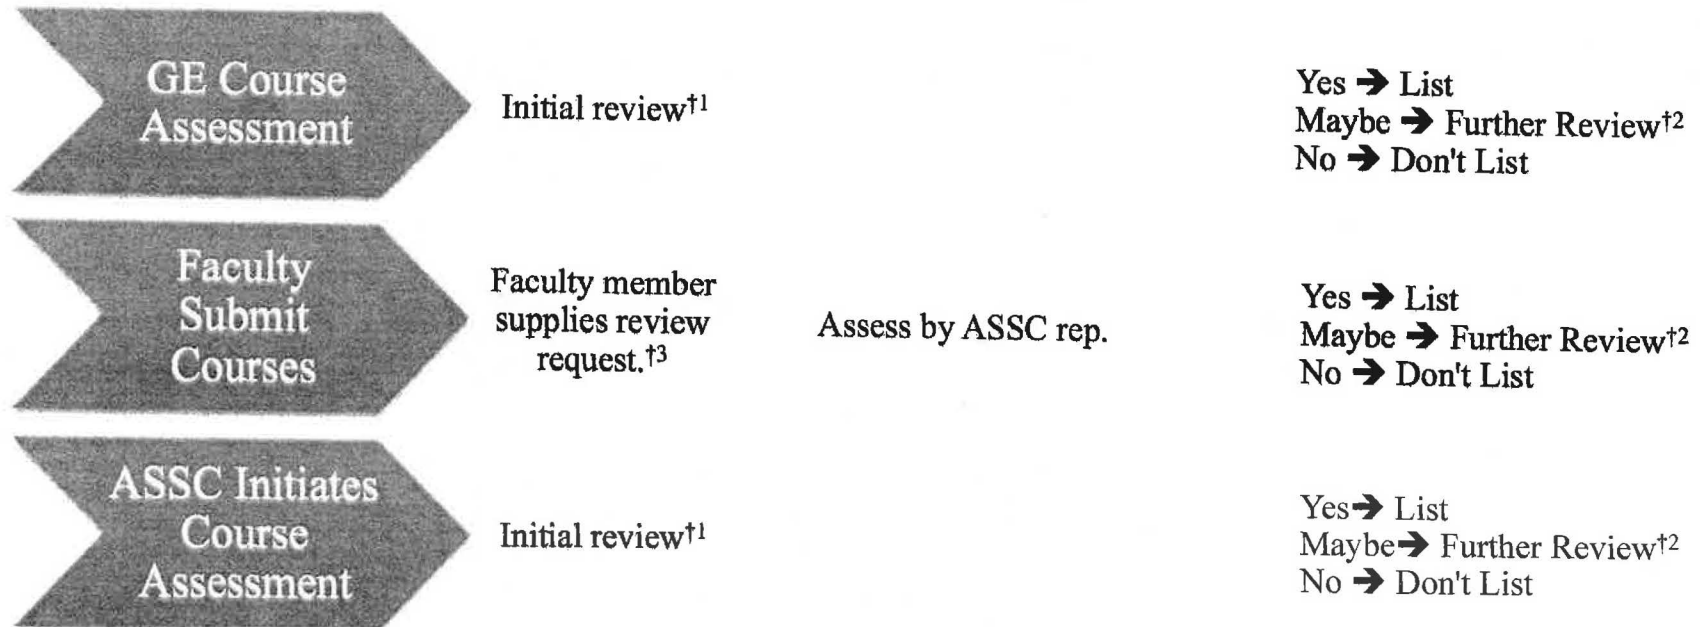 GE Course
Assessment
Initial review†1
Yes ➔ List
Maybe ➔ Further Review†2
No ➔ Don't List
Faculty
Submit
Courses
Faculty member
supplies review
request.†3
Assess by ASSC rep.
Yes ➔ List
Maybe ➔ Further Review†2
No ➔ Don't List
ASSC Initiates
Course
Assessment
Initial review†1
Yes➔ List
Maybe➔ Further Review†2
No ➔ Don't List